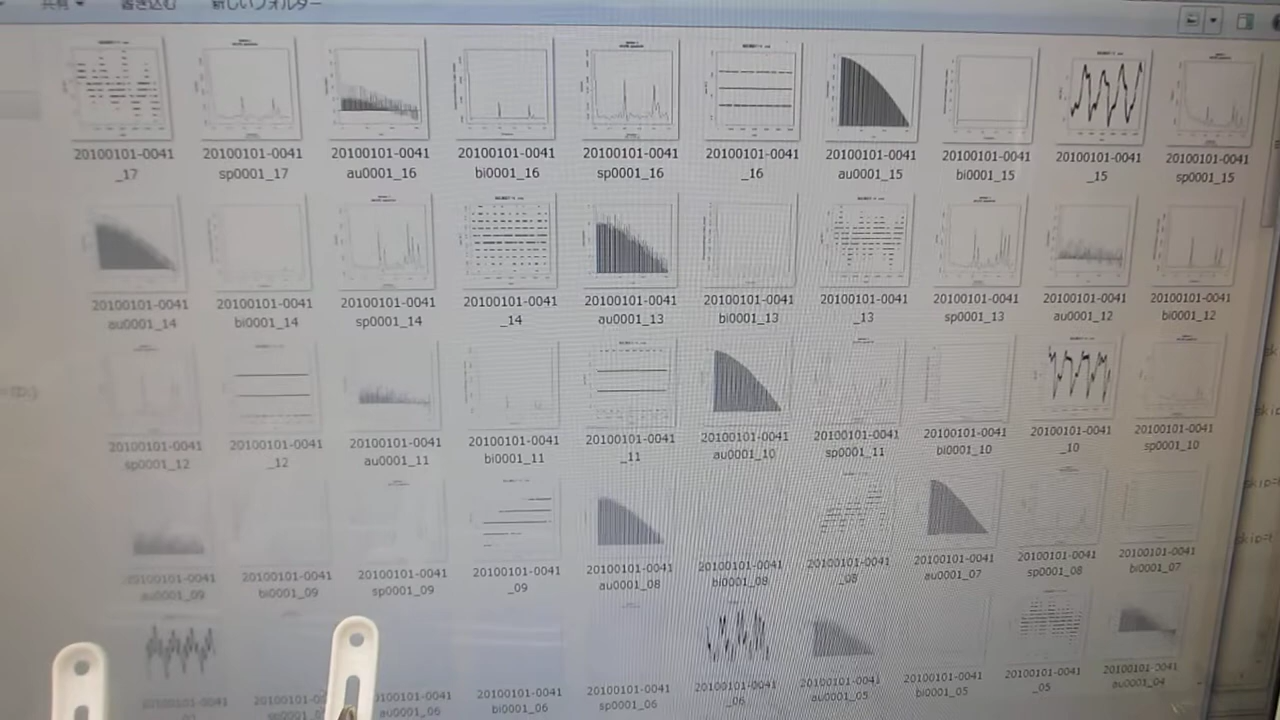 共有 書き込む 新しいフォルダー
20100101-0041 20100101-0041 20100101-0041 20100101-0041 20100101-0041 20100101-0041 20100101-0041 20100101-0041 20100101-0041 20100101-0041
_17 sp0001_17 au0001_16 bi0001_16 sp0001_16 _16 au0001_15 bi0001_15 _15 sp0001_15
20100101-0041 20100101-0041 20100101-0041 20100101-0041 20100101-0041 20100101-0041 20100101-0041 20100101-0041 20100101-0041 20100101-0041
au0001_14 bi0001_14 sp0001_14 _14 au0001_13 bi0001_13 _13 sp0001_13 au0001_12 bi0001_12
20100101-0041 20100101-0041 20100101-0041 20100101-0041 20100101-0041 20100101-0041 20100101-0041 20100101-0041 20100101-0041 20100101-0041
sp0001_12 _12 au0001_11 bi0001_11 _11 au0001_10 sp0001_11 bi0001_10 _10 sp0001_10
20100101-0041 20100101-0041 20100101-0041 20100101-0041 20100101-0041 20100101-0041 20100101-0041 20100101-0041 20100101-0041 20100101-0041
au0001_09 bi0001_09 sp0001_09 _09 au0001_08 bi0001_08 _08 au0001_07 sp0001_08 bi0001_07
20100101-0041 20100101-0041 20100101-0041 20100101-0041 20100101-0041 20100101-0041 20100101-0041 20100101-0041 20100101-0041
au0001_06 bi0001_06 sp0001_06 _06 au0001_05 bi0001_05 _05 au0001_04